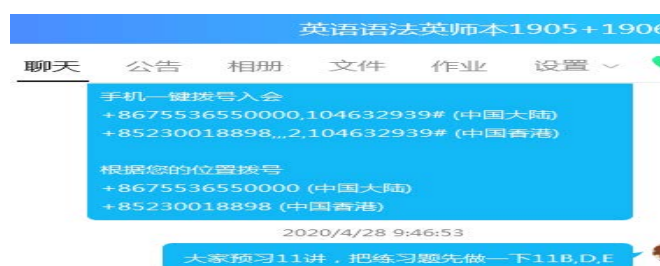 英语语法英师本1905+1906
聊天 公告 相册 文件 作业 设置
手机一键拨号入会
+8675536550000,104632939# (中国大陆)
+85230018898,,,2,104632939# (中国香港)
根据您的位置拨号
+8675536550000 (中国大陆)
+85230018898 (中国香港)
2020/4/28 9:46:53
大家预习11讲，把练习题先做一下11B,D,E